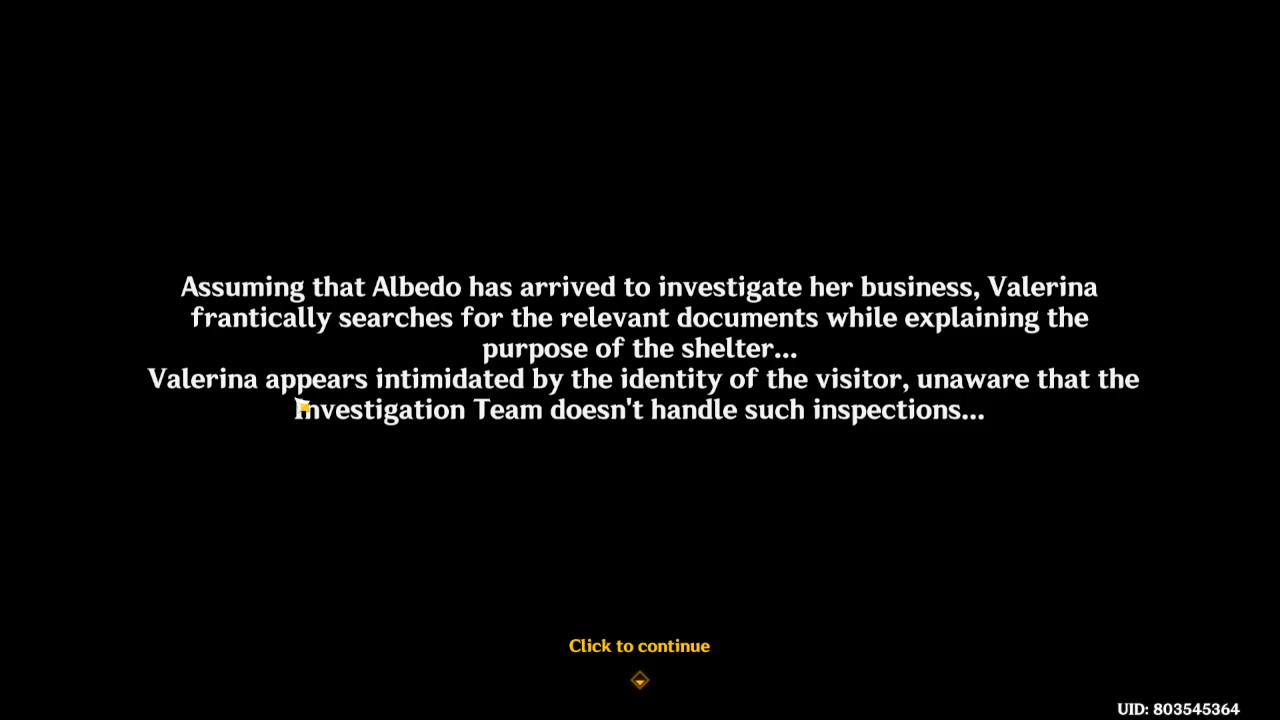 Assuming that Albedo has arrived to investigate her business, Valerina
frantically searches for the relevant documents while explaining the
purpose of the shelter...
Valerina appears intimidated by the identity of the visitor, unaware that the
Investigation Team doesn't handle such inspections...
Click to continue
UID: 803545364